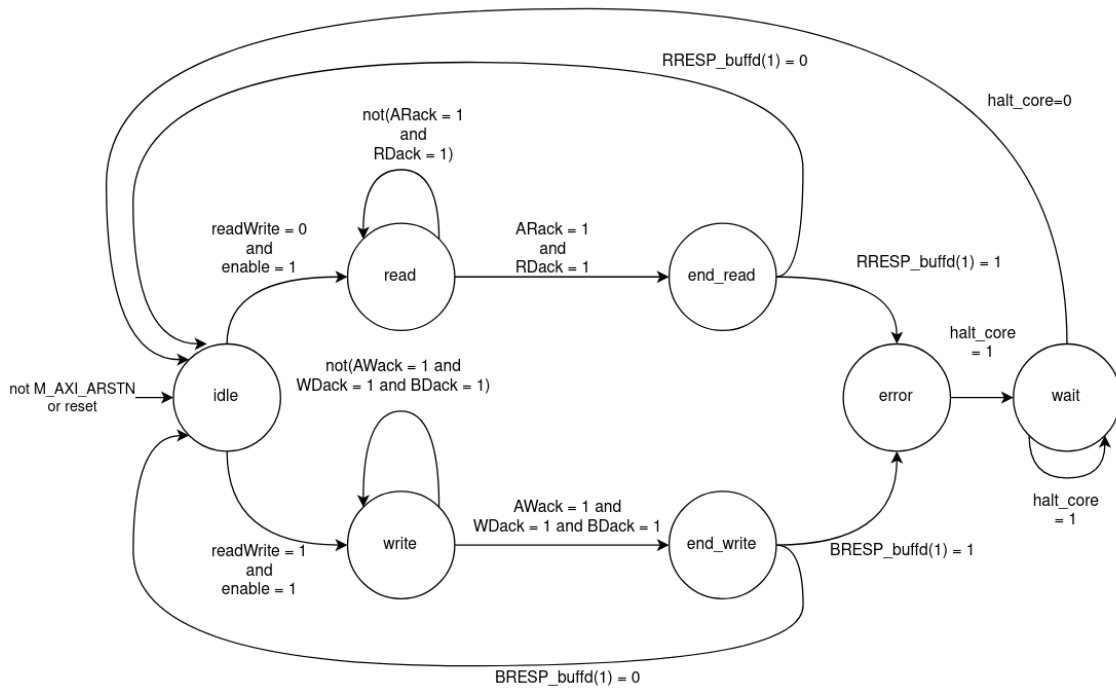 RRESP_buffd(1) = 0
halt_core=0
not(ARack = 1
and
RDack = 1)
readWrite = 0
and
enable = 1
ARack = 1
and
RDack = 1
read
end_read
RRESP_buffd(1) = 1
halt_core
= 1
not(AWack = 1 and
WDack = 1 and BDack = 1)
not M_AXI_ARSTN
or reset
idle
error
wait
halt_core
= 1
AWack = 1 and
WDack = 1 and BDack = 1
write
end_write
readWrite = 1
and
enable = 1
BRESP_buffd(1) = 1
BRESP_buffd(1) = 0